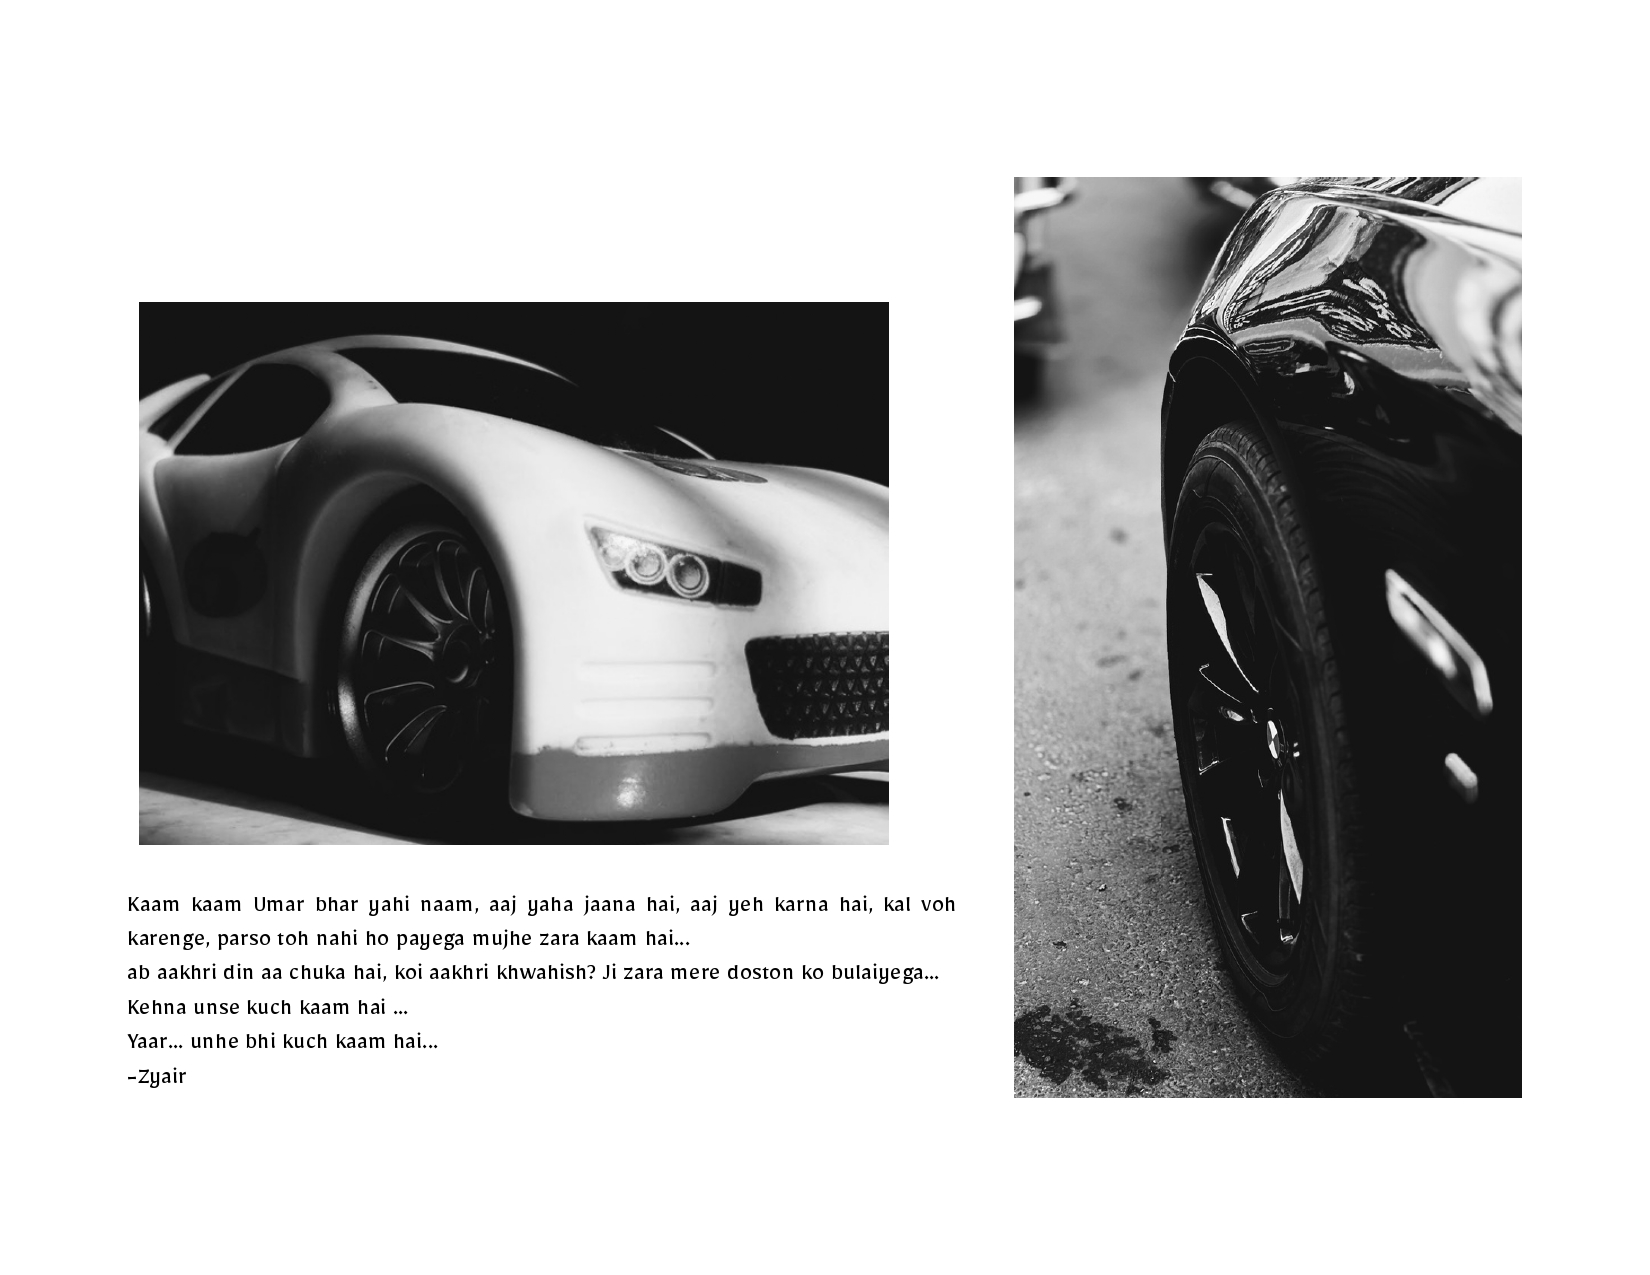 Kaam kaam Umar bhar yahi naam, aaj yaha jaana hai, aaj yeh karna hai, kal voh
karenge, parso toh nahi ho payega mujhe zara kaam hai...
ab aakhri din aa chuka hai, koi aakhri khwahish? Ji zara mere doston ko bulaiyega...
Kehna unse kuch kaam hai ...
Yaar... unhe bhi kuch kaam hai...
-Zyair